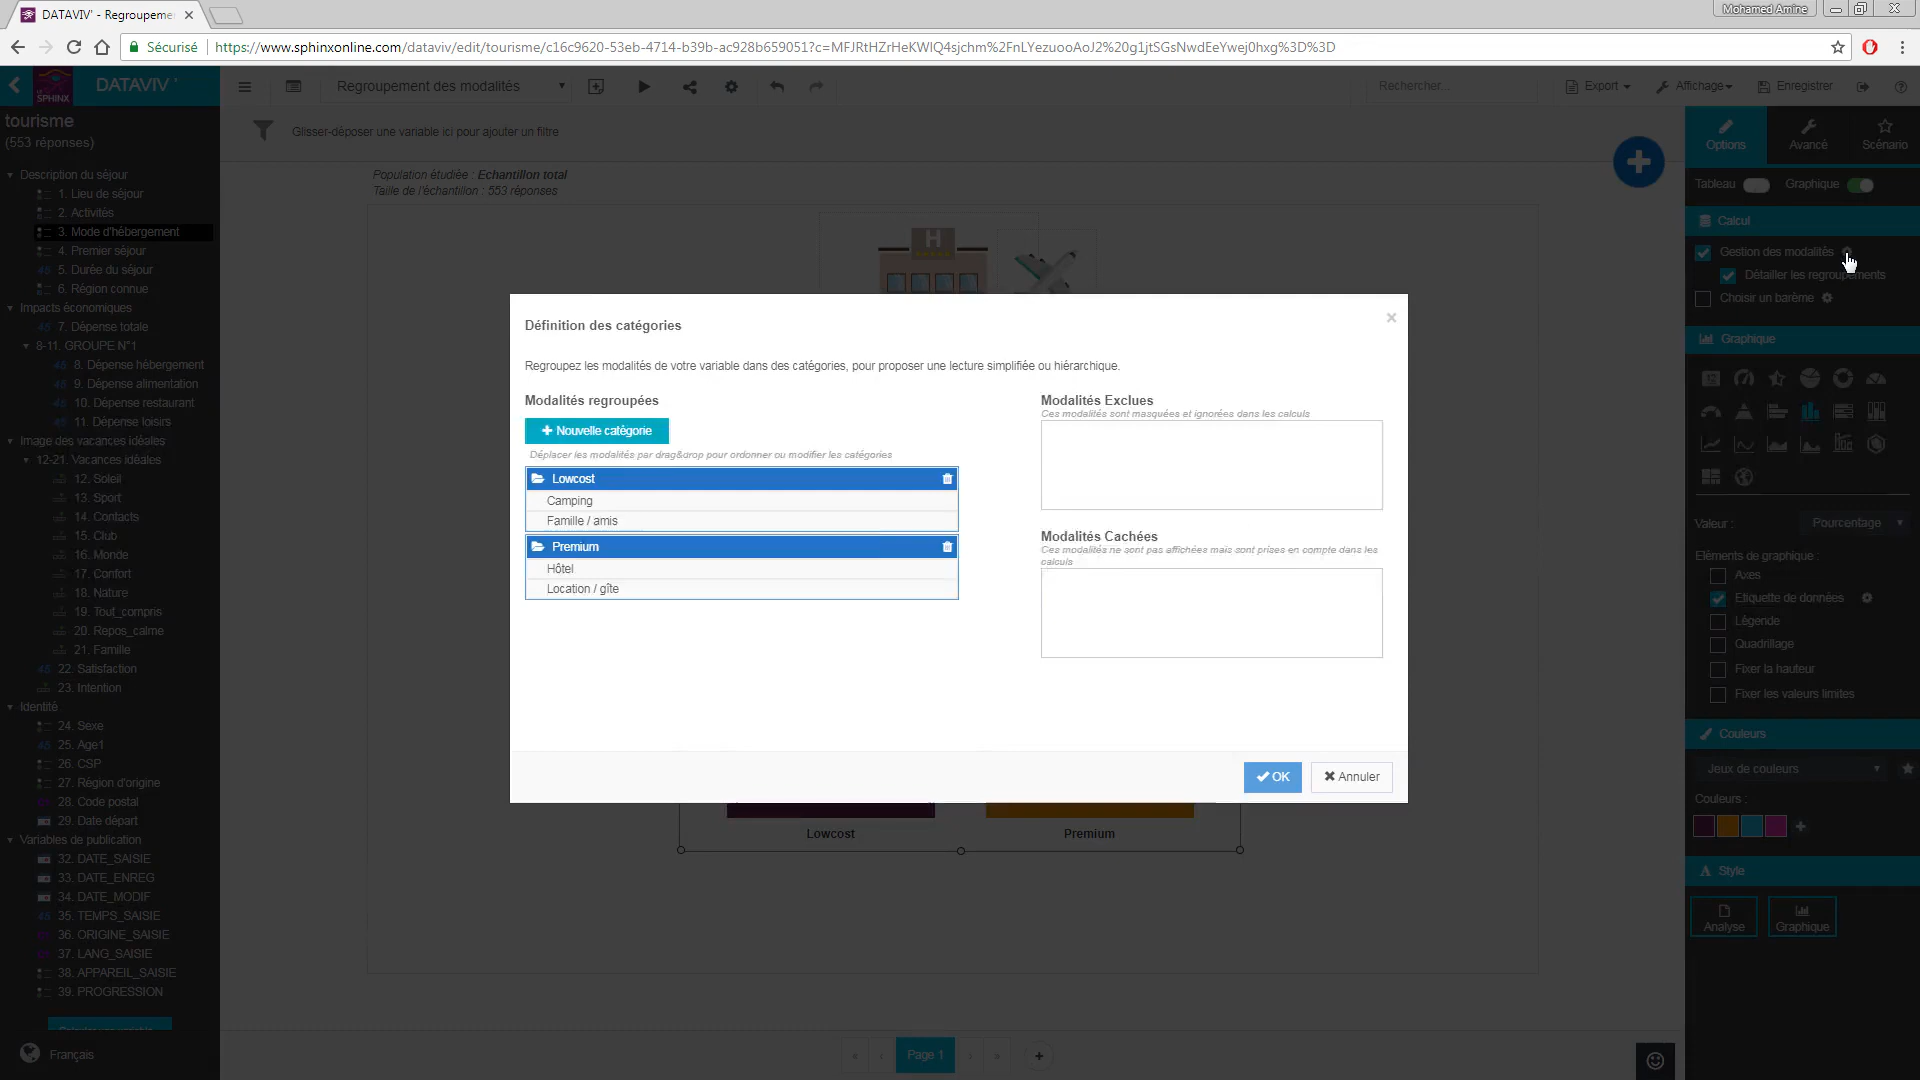 DATAVIV' - Regroupeme
Mohamed Amine
Sécurisé
https://www.sphinxonline.com/dataviv/edit/tourisme/c16c9620-53eb-4714-b39b-ac928b659051?c=MFJRtHZrHeKWlQ4sjchm%2FnLYezuooAoJ2%20g1jtSGsNwdEeYwej0hxg%3D%3D
LE SPHINX
DATAVIV '
Regroupement des modalités
Rechercher...
Export
Affichage
Enregistrer
tourisme
(553 réponses)
Glisser-déposer une variable ici pour ajouter un filtre
Options
Avancé
Scénario
Description du séjour
1. Lieu de séjour
2. Activités
3. Mode d'hébergement
4. Premier séjour
5. Durée du séjour
6. Région connue
Impacts économiques
7. Dépense totale
8-11. GROUPE N°1
8. Dépense hébergement
9. Dépense alimentation
10. Dépense restaurant
11. Dépense loisirs
Image des vacances idéales
12-21. Vacances idéales
12. Soleil
13. Sport
14. Contacts
15. Club
16. Monde
17. Confort
18. Nature
19. Tout_compris
20. Repos_calme
21. Famille
22. Satisfaction
23. Intention
Identité
24. Sexe
25. Age1
26. CSP
27. Région d'origine
28. Code postal
29. Date départ
Variables de publication
32. DATE_SAISIE
33. DATE_ENREG
34. DATE_MODIF
35. TEMPS_SAISIE
36. ORIGINE_SAISIE
37. LANG_SAISIE
38. APPAREIL_SAISIE
39. PROGRESSION
Français
Population étudiée : Echantillon total
Taille de l'échantillon : 553 réponses
H
Définition des catégories
Regroupez les modalités de votre variable dans des catégories, pour proposer une lecture simplifiée ou hiérarchique.
Modalités regroupées
Nouvelle catégorie
Déplacer les modalités par drag&drop pour ordonner ou modifier les catégories
Lowcost
Camping
Famille / amis
Premium
Hôtel
Location / gîte
Modalités Exclues
Ces modalités sont masquées et ignorées dans les calculs
Modalités Cachées
Ces modalités ne sont pas affichées mais sont prises en compte dans les
calculs
OK
Annuler
Lowcost
Premium
« ‹ Page 1 › » +
Tableau
Graphique
Calcul
Gestion des modalités
Détailler les regroupements
Choisir un barème
Graphique
Valeur :
Pourcentage
Eléments de graphique :
Axes
Etiquette de données
Légende
Quadrillage
Fixer la hauteur
Fixer les valeurs limites
Couleurs
Jeux de couleurs
Couleurs :
Style
Analyse
Graphique